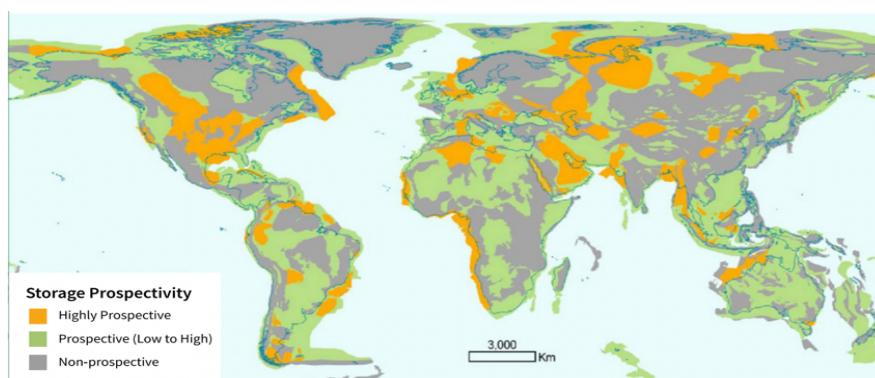 Storage Prospectivity
Highly Prospective
Prospective (Low to High)
Non-prospective
3,000
Km